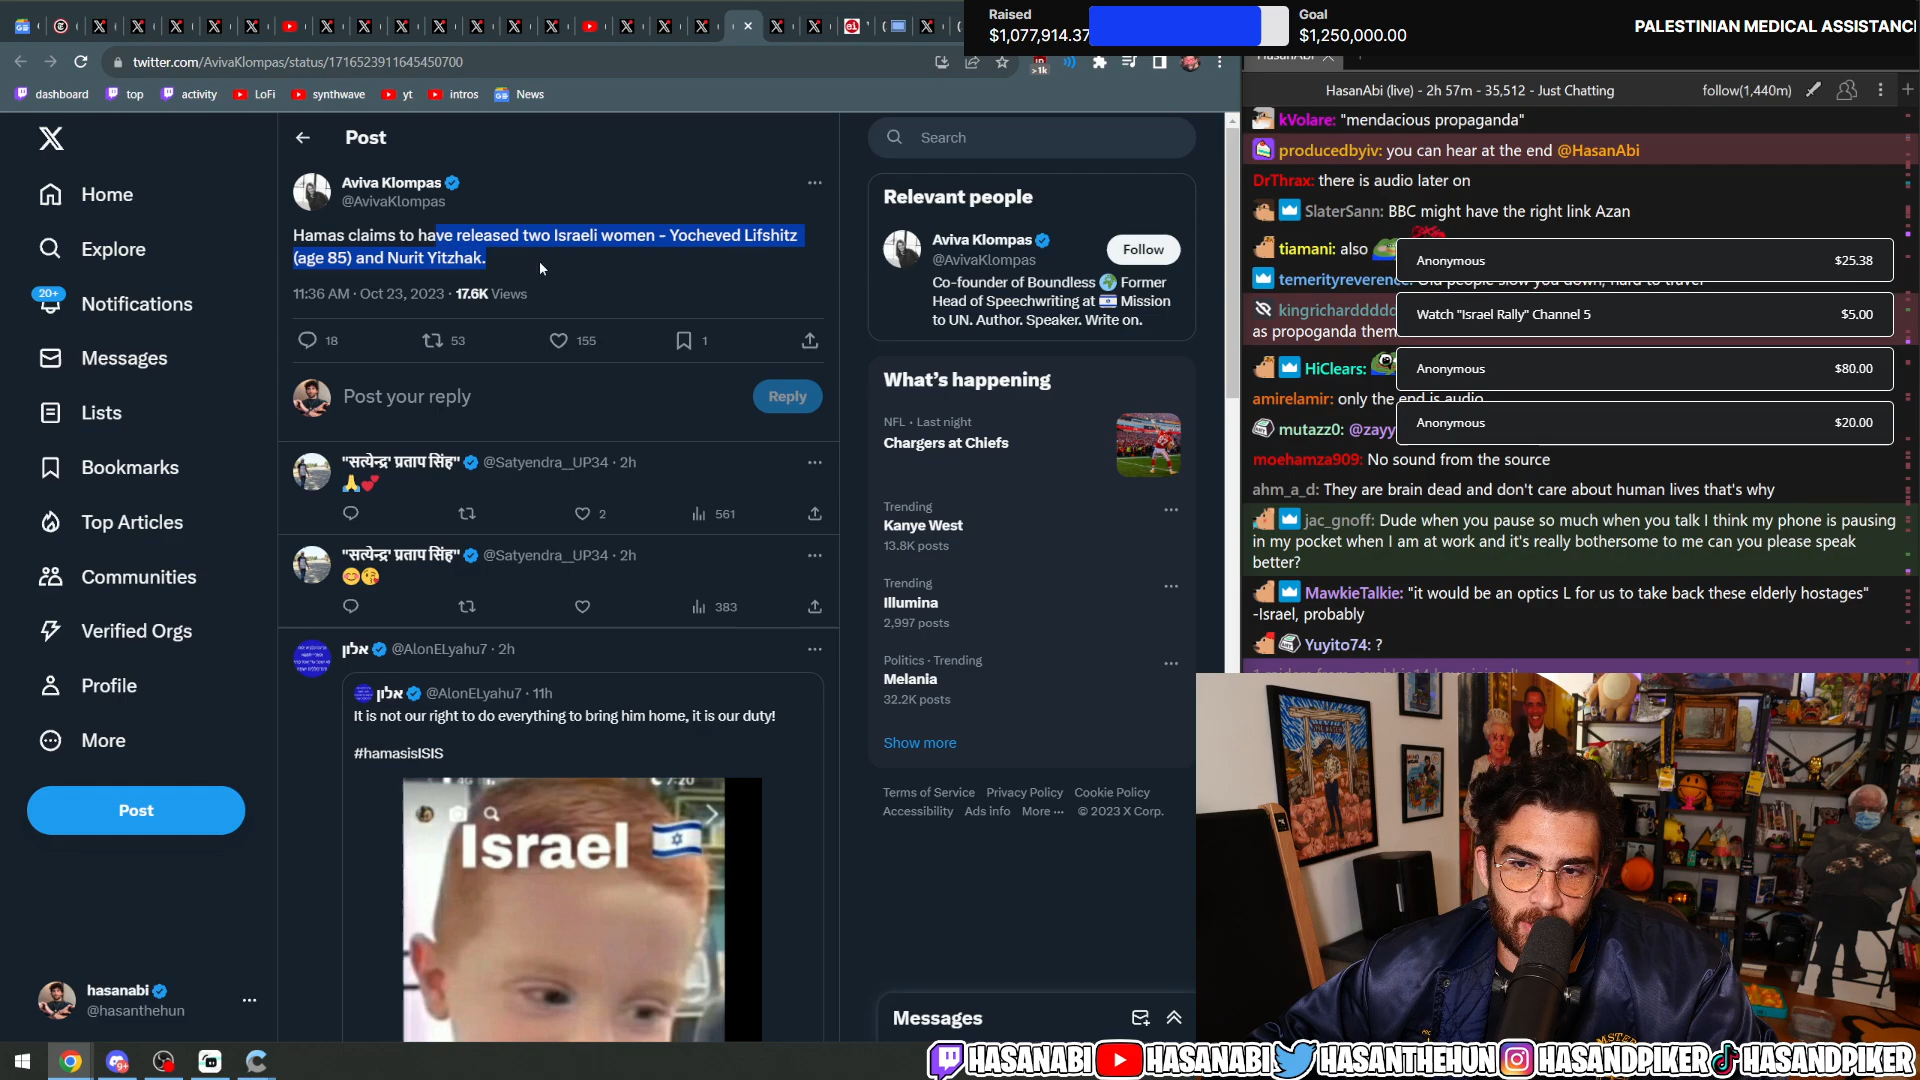 Raised
$1,077,914.37
Goal
$1,250,000.00
PALESTINIAN MEDICAL ASSISTANC
twitter.com/AvivaKlompas/status/1716523911645450700
>1k
dashboard
top
activity
LoFi
synthwave
yt
intros
News
HasanAbi (live) - 2h 57m - 35,512 - Just Chatting
follow(1,440m)
Home
Explore
20+
Notifications
Messages
Lists
Bookmarks
Top Articles
Communities
Verified Orgs
Profile
More
Post
hasanabi
@hasanthehun
Post
Aviva Klompas
@AvivaKlompas
Hamas claims to have released two Israeli women - Yocheved Lifshitz
(age 85) and Nurit Yitzhak.
11:36 AM · Oct 23, 2023 · 17.6K Views
18
53
155
1
Post your reply
Reply
"सत्येन्द्र' प्रताप सिंह" @Satyendra__UP34 · 2h
🙏💕
2
561
"सत्येन्द्र' प्रताप सिंह" @Satyendra__UP34 · 2h
😊😘
383
אלון @AlonELyahu7 · 2h
אלון @AlonELyahu7 · 11h
It is not our right to do everything to bring him home, it is our duty!
#hamasisISIS
7:20
Israel
Search
Relevant people
Aviva Klompas
@AvivaKlompas
Follow
Co-founder of Boundless 🌍 Former
Head of Speechwriting at 🇮🇱 Mission
to UN. Author. Speaker. Write on.
What's happening
NFL · Last night
Chargers at Chiefs
Trending
Kanye West
13.8K posts
Trending
Illumina
2,997 posts
Politics · Trending
Melania
32.2K posts
Show more
Terms of Service Privacy Policy Cookie Policy
Accessibility Ads info More ··· © 2023 X Corp.
Messages
kVolare: "mendacious propaganda"
producedbyiv: you can hear at the end @HasanAbi
DrThrax: there is audio later on
SlaterSann: BBC might have the right link Azan
tiamani: also
temerityreverenc
kingrichardddd
as propoganda them
HiClears:
amirelamir: only the end is audio
mutazz0: @zayy
moehamza909: No sound from the source
ahm_a_d: They are brain dead and don't care about human lives that's why
jac_gnoff: Dude when you pause so much when you talk I think my phone is pausing
in my pocket when I am at work and it's really bothersome to me can you please speak
better?
MawkieTalkie: "it would be an optics L for us to take back these elderly hostages"
-Israel, probably
Yuyito74: ?
Anonymous $25.38
Watch "Israel Rally" Channel 5 $5.00
Anonymous $80.00
Anonymous $20.00
HASANABI HASANABI HASANTHEHUN HASANDPIKER HASANDPIKER